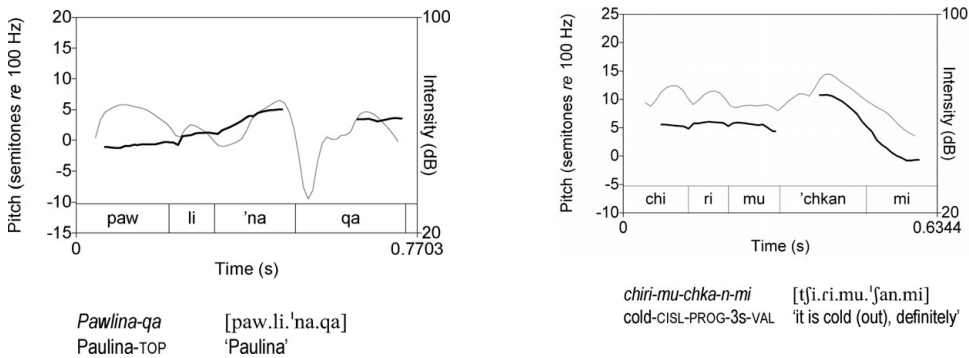 20
15
10
5
0
-5
-10
-15
Pitch (semitones re 100 Hz)
100
20
Intensity (dB)
paw li 'na qa
0 0.7703
Time (s)
Pawlina-qa [paw.li.ˈna.qa]
Paulina-TOP 'Paulina'
25
20
15
10
5
0
-5
-10
Pitch (semitones re 100 Hz)
100
20
Intensity (dB)
chi ri mu 'chkan mi
0 0.6344
Time (s)
chiri-mu-chka-n-mi [tʃi.ɾi.mu.ˈʃan.mi]
cold-CISL-PROG-3s-VAL 'it is cold (out), definitely'